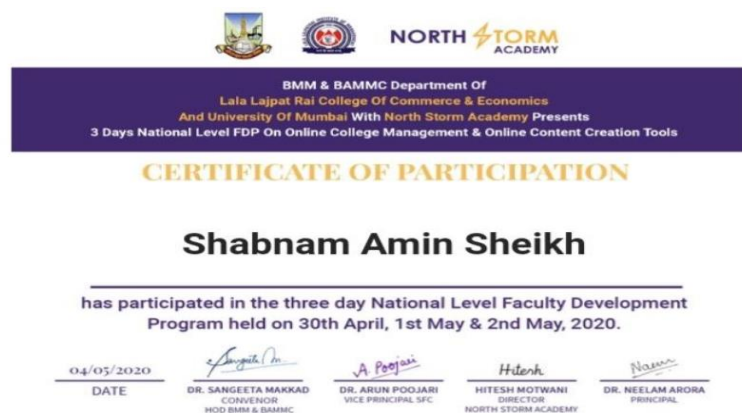 NORTH STORM
ACADEMY
BMM & BAMMC Department Of
Lala Lajpat Rai College Of Commerce & Economics
And University Of Mumbai With North Storm Academy Presents
3 Days National Level FDP On Online College Management & Online Content Creation Tools
CERTIFICATE OF PARTICIPATION
Shabnam Amin Sheikh
has participated in the three day National Level Faculty Development
Program held on 30th April, 1st May & 2nd May, 2020.
04/05/2020
DATE
Sangeeta M.
DR. SANGEETA MAKKAD
CONVENOR
HOD BMM & BAMMC
A. Poojari
DR. ARUN POOJARI
VICE PRINCIPAL SFC
Hitesh
HITESH MOTWANI
DIRECTOR
NORTH STORM ACADEMY
DR. NEELAM ARORA
PRINCIPAL